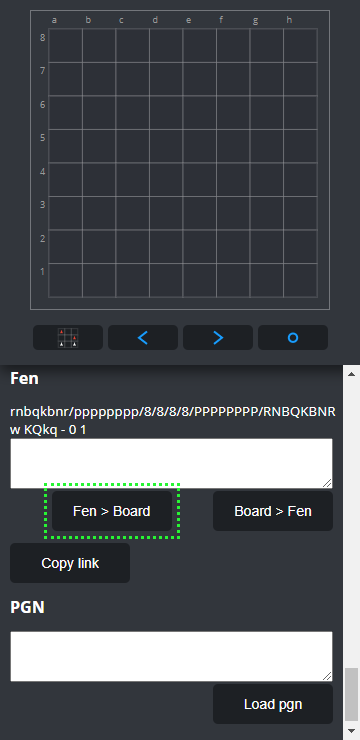 a b c d e f g h
8
7
6
5
4
3
2
1
Fen
rnbqkbnr/pppppppp/8/8/8/8/PPPPPPPP/RNBQKBNR
w KQkq - 0 1
Fen > Board Board > Fen
Copy link
PGN
Load pgn